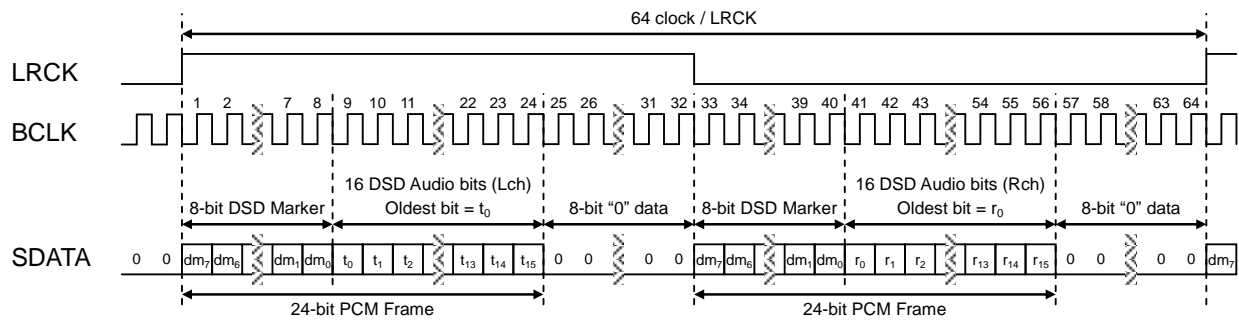 64 clock / LRCK
LRCK
1 2 7 8 9 10 11 22 23 24 25 26 31 32 33 34 39 40 41 42 43 54 55 56 57 58 63 64
BCLK
16 DSD Audio bits (Lch) 16 DSD Audio bits (Rch)
8-bit DSD Marker Oldest bit = t₀ 8-bit “0” data 8-bit DSD Marker Oldest bit = r₀ 8-bit “0” data
SDATA 0 0 dm₇ dm₆ dm₁ dm₀ t₀ t₁ t₂ t₁₃ t₁₄ t₁₅ 0 0 0 0 dm₇ dm₆ dm₁ dm₀ r₀ r₁ r₂ r₁₃ r₁₄ r₁₅ 0 0 0 0 dm₇
24-bit PCM Frame 24-bit PCM Frame